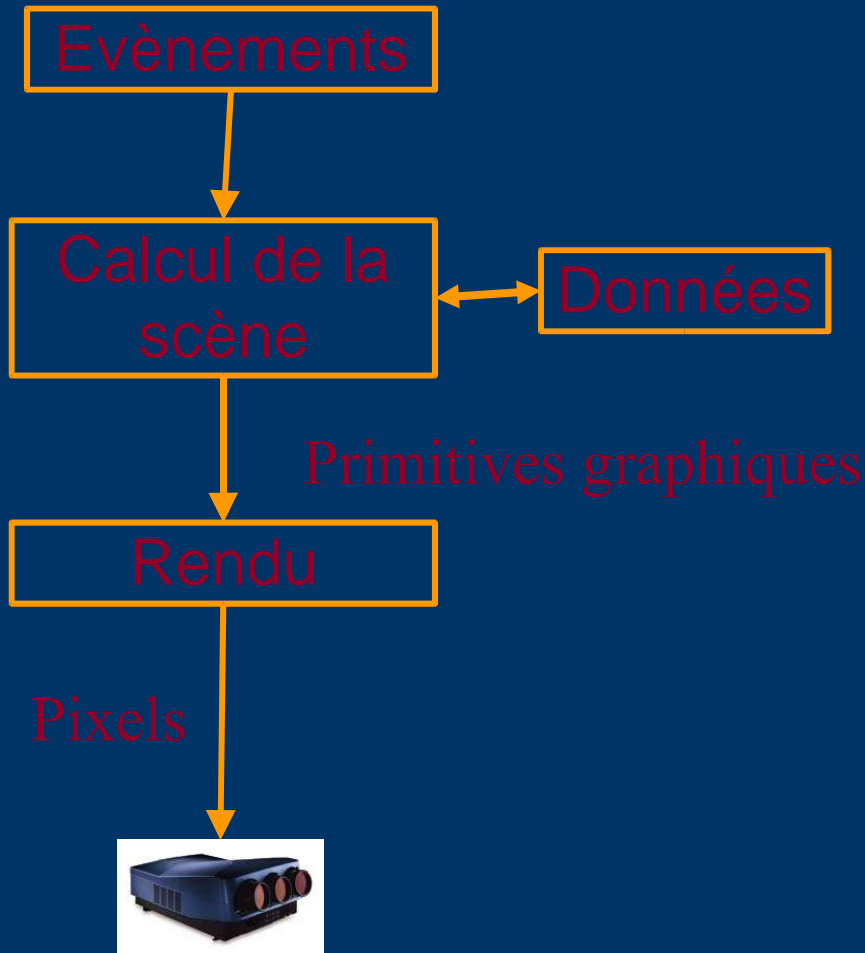 Evènements
Calcul de la
scène
Données
Primitives graphiques
Rendu
Pixels